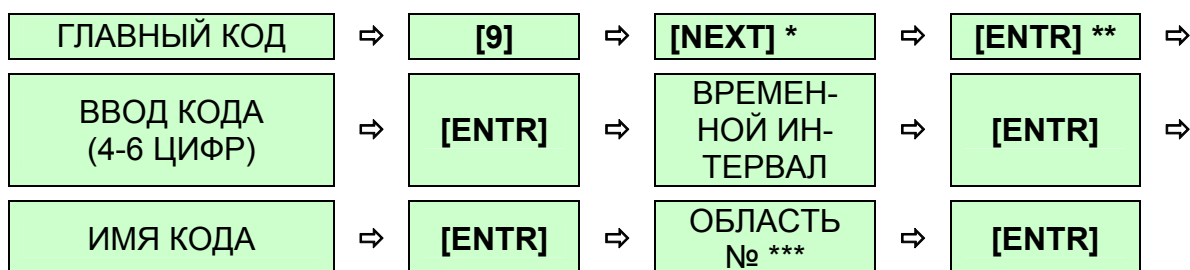 ГЛАВНЫЙ КОД ⇨ [9] ⇨ [NEXT] * ⇨ [ENTR] ** ⇨
ВВОД КОДА
(4-6 ЦИФР) ⇨ [ENTR] ⇨
ВРЕМЕН-
НОЙ ИН-
ТЕРВАЛ ⇨ [ENTR] ⇨
ИМЯ КОДА ⇨ [ENTR] ⇨
ОБЛАСТЬ
№ *** ⇨ [ENTR]